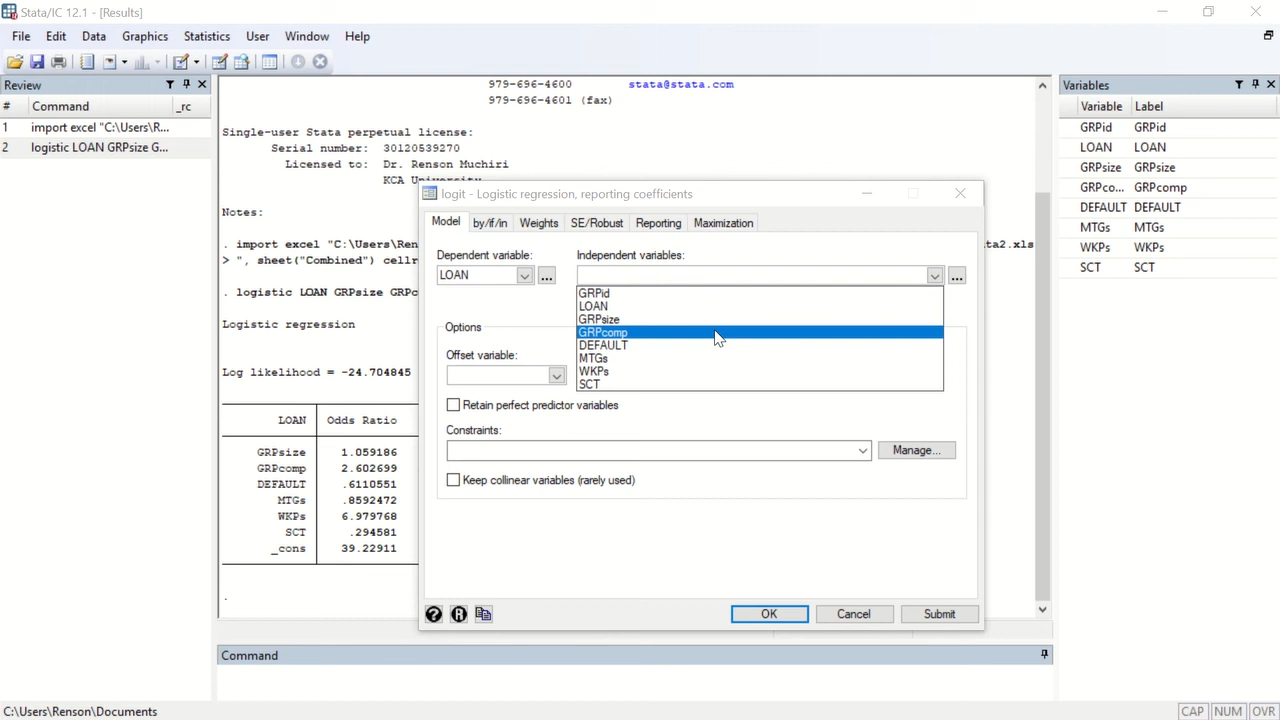 Stata/IC 12.1 - [Results]
File Edit Data Graphics Statistics User Window Help
Review
# Command _rc
1 import excel "C:\Users\R...
2 logistic LOAN GRPsize G...
979-696-4600 stata@stata.com
979-696-4601 (fax)
Single-user Stata perpetual license:
Serial number: 30120539270
Licensed to: Dr. Renson Muchiri
KCA University
Notes:
. import excel "C:\Users\Ren
ta2.xls
> ", sheet("Combined") cellr
. logistic LOAN GRPsize GRPc
Logistic regression
Log likelihood = -24.704845
LOAN Odds Ratio
GRPsize 1.059186
GRPcomp 2.602699
DEFAULT .6110551
MTGs .8592472
WKPs 6.979768
SCT .294581
_cons 39.22911
.
logit - Logistic regression, reporting coefficients
Model by/if/in Weights SE/Robust Reporting Maximization
Dependent variable: Independent variables:
LOAN ... ...
GRPid
LOAN
GRPsize
GRPcomp
DEFAULT
MTGs
WKPs
SCT
Options
Offset variable:
Retain perfect predictor variables
Constraints:
Manage...
Keep collinear variables (rarely used)
? R OK Cancel Submit
Variables
Variable Label
GRPid GRPid
LOAN LOAN
GRPsize GRPsize
GRPco... GRPcomp
DEFAULT DEFAULT
MTGs MTGs
WKPs WKPs
SCT SCT
Command
C:\Users\Renson\Documents CAP NUM OVR